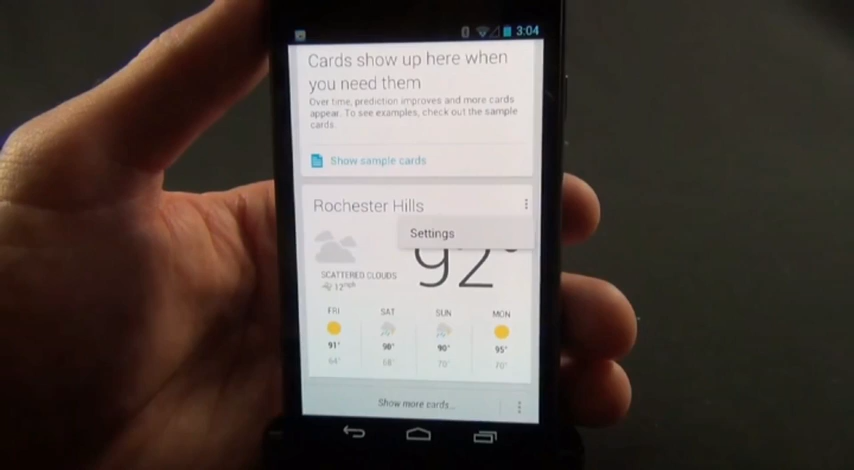 3:04
Cards show up here when
you need them
Over time, prediction improves and more cards
appear. To see examples, check out the sample
cards.
Show sample cards
Rochester Hills
Settings
92°
SCATTERED CLOUDS
12mph
FRI SAT SUN MON
91° 90° 90° 95°
64° 68° 70° 70°
Show more cards...